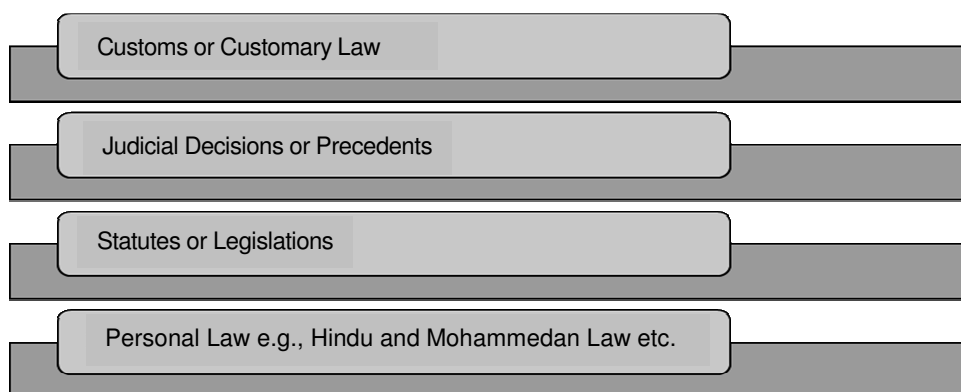 Customs or Customary Law
Judicial Decisions or Precedents
Statutes or Legislations
Personal Law e.g., Hindu and Mohammedan Law etc.